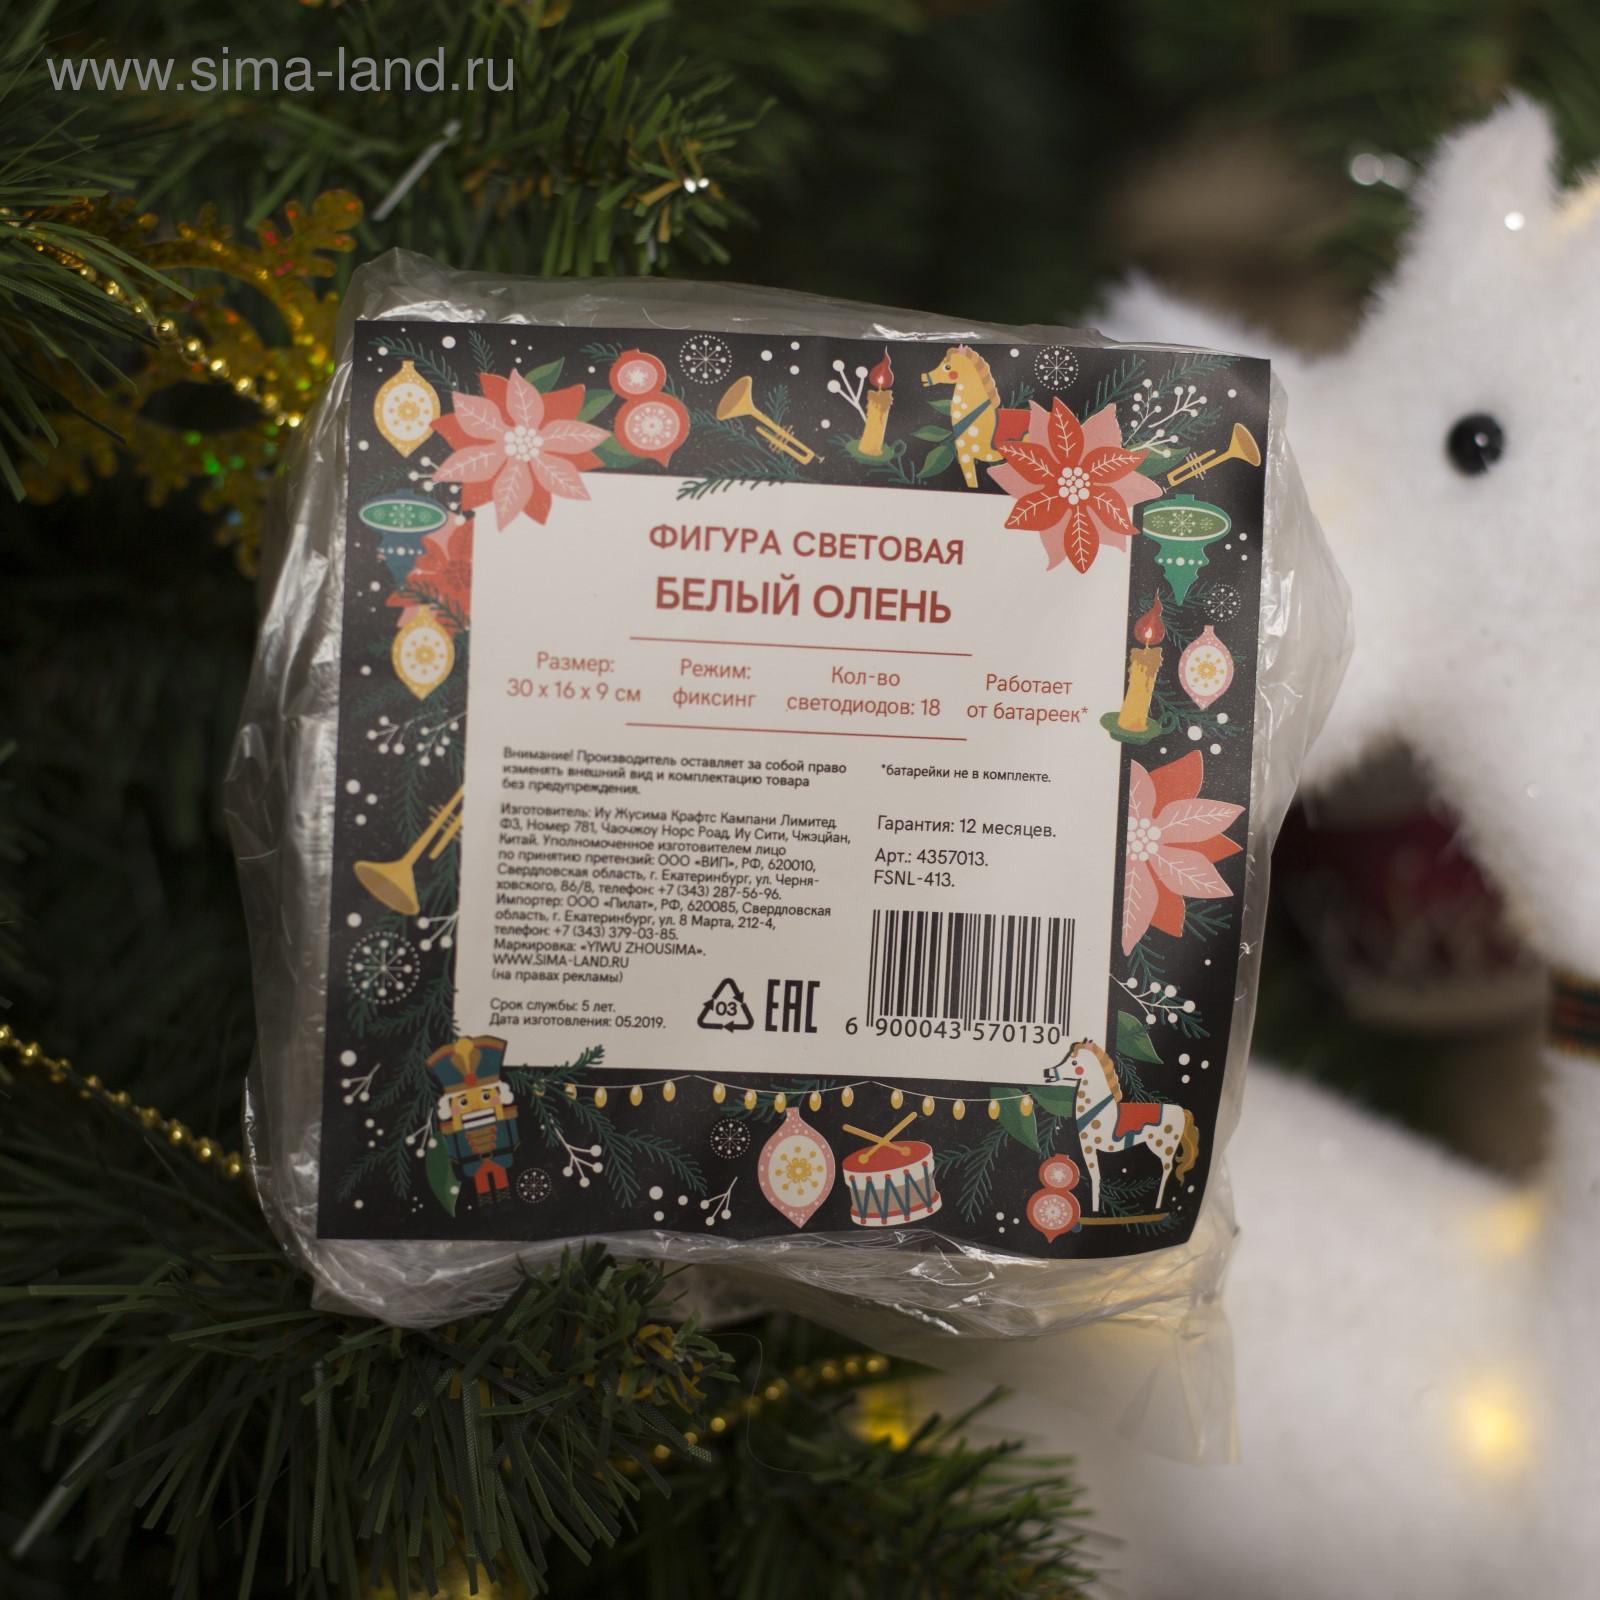 www.sima-land.ru
ФИГУРА СВЕТОВАЯ
БЕЛЫЙ ОЛЕНЬ
Размер:
30 х 16 х 9 см
Режим:
фиксинг
Кол-во
светодиодов: 18
Работает
от батареек*
Внимание! Производитель оставляет за собой право
изменять внешний вид и комплектацию товара
без предупреждения.
Изготовитель: Иу Жусима Крафтс Кампани Лимитед.
Ф3, Номер 781, Чаочжоу Норс Роад, Иу Сити, Чжэцйан,
Китай. Уполномоченное изготовителем лицо
по принятию претензий: ООО «ВИП», РФ, 620010,
Свердловская область, г. Екатеринбург, ул. Черня-
ховского, 86/8, телефон: +7 (343) 287-56-96.
Импортер: ООО «Пилат», РФ, 620085, Свердловская
область, г. Екатеринбург, ул. 8 Марта, 212-4,
телефон: +7 (343) 379-03-85.
Маркировка: «YIWU ZHOUSIMA».
WWW.SIMA-LAND.RU
(на правах рекламы)
Срок службы: 5 лет.
Дата изготовления: 05.2019.
*батарейки не в комплекте.
Гарантия: 12 месяцев.
Арт.: 4357013.
FSNL-413.
03
EAC
6 900043 570130